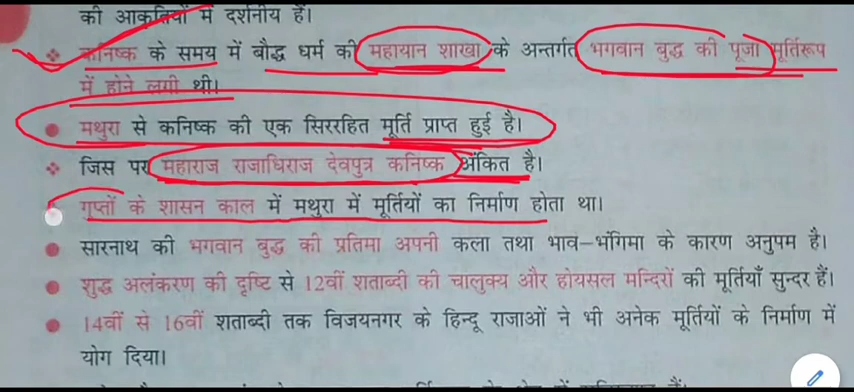 की आकृतियों में दर्शनीय हैं।
कनिष्क के समय में बौद्ध धर्म की महायान शाखा के अन्तर्गत भगवान बुद्ध की पूजा मूर्तिरूप
में होने लगी थी।
मथुरा से कनिष्क की एक सिररहित मूर्ति प्राप्त हुई है।
जिस पर महाराज राजाधिराज देवपुत्र कनिष्क अंकित है।
गुप्तों के शासन काल में मथुरा में मूर्तियों का निर्माण होता था।
सारनाथ की भगवान बुद्ध की प्रतिमा अपनी कला तथा भाव-भंगिमा के कारण अनुपम है।
शुद्ध अलंकरण की दृष्टि से 12वीं शताब्दी की चालुक्य और होयसल मन्दिरों की मूर्तियाँ सुन्दर हैं।
14वीं से 16वीं शताब्दी तक विजयनगर के हिन्दू राजाओं ने भी अनेक मूर्तियों के निर्माण में
योग दिया।